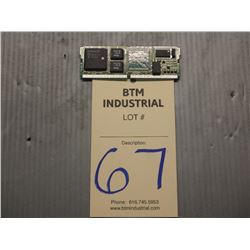 BTM
INDUSTRIAL
LOT #
Description:
67
Phone: 616.745.5953
www.btmindustrial.com